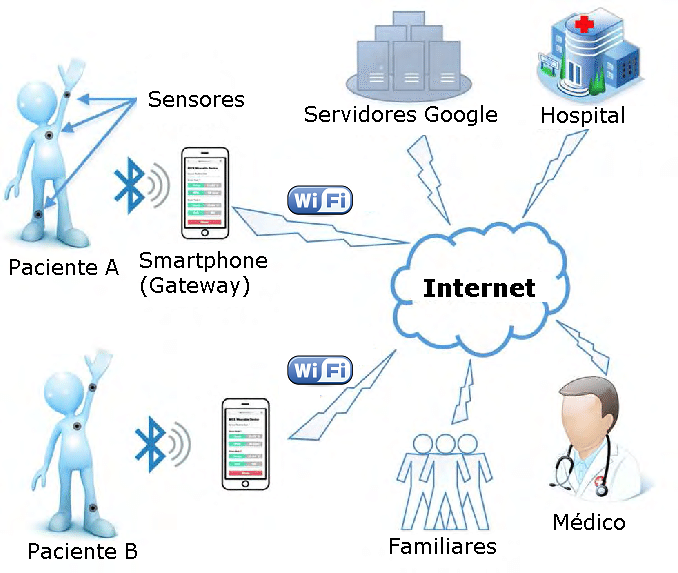 Sensores
Servidores Google
Hospital
WiFi
Paciente A
Smartphone
(Gateway)
Internet
WiFi
Paciente B
Familiares
Médico